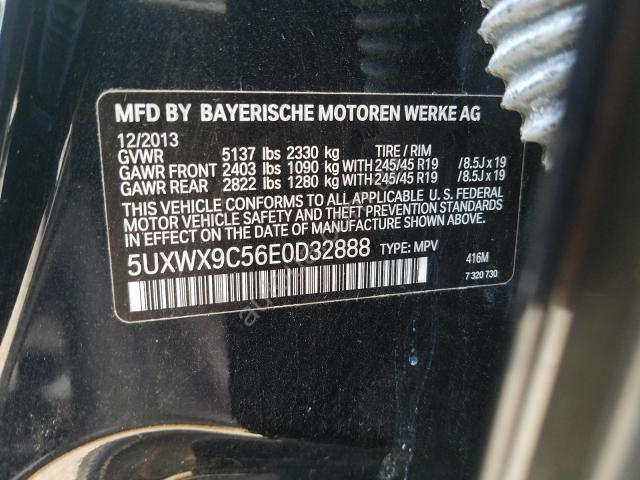 MFD BY BAYERISCHE MOTOREN WERKE AG
12/2013
GVWR 5137 lbs 2330 kg TIRE / RIM
GAWR FRONT 2403 lbs 1090 kg WITH 245/45 R19 /8.5J x 19
GAWR REAR 2822 lbs 1280 kg WITH 245/45 R19 /8.5J x 19
THIS VEHICLE CONFORMS TO ALL APPLICABLE U. S. FEDERAL
MOTOR VEHICLE SAFETY AND THEFT PREVENTION STANDARDS
IN EFFECT ON THE DATE OF MANUFACTURE SHOWN ABOVE.
5UXWX9C56E0D32888 TYPE: MPV 416M
7 320 730